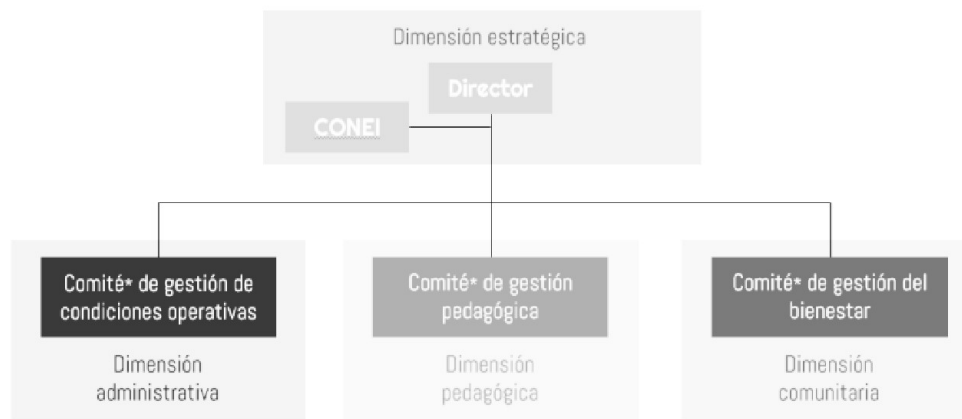 Dimensión estratégica
Director
CONEI
Comité* de gestión de
condiciones operativas
Dimensión
administrativa
Comité* de gestión
pedagógica
Dimensión
pedagógica
Comité* de gestión del
bienestar
Dimensión
comunitaria